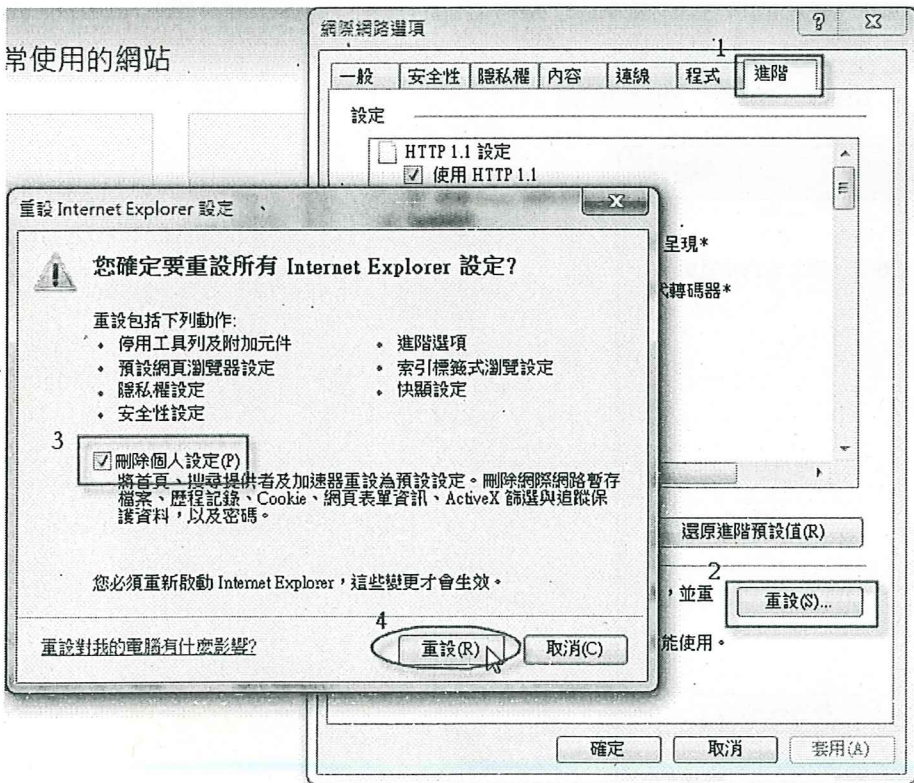 常使用的網站
網際網路選項
1
一般 安全性 隱私權 內容 連線 程式 進階
設定
HTTP 1.1 設定
使用 HTTP 1.1
呈現*
式轉碼器*
還原進階預設值(R)
2
,並重
重設(S)...
能使用。
確定 取消 套用(A)
重設 Internet Explorer 設定
您確定要重設所有 Internet Explorer 設定?
重設包括下列動作:
• 停用工具列及附加元件
• 預設網頁瀏覽器設定
• 隱私權設定
• 安全性設定
• 進階選項
• 索引標籤式瀏覽設定
• 快顯設定
3
刪除個人設定(P)
將首頁、搜尋提供者及加速器重設為預設設定。刪除網際網路暫存
檔案、歷程記錄、Cookie、網頁表單資訊、ActiveX 篩選與追蹤保
護資料,以及密碼。
您必須重新啟動 Internet Explorer,這些變更才會生效。
4
重設對我的電腦有什麼影響?
重設(R) 取消(C)